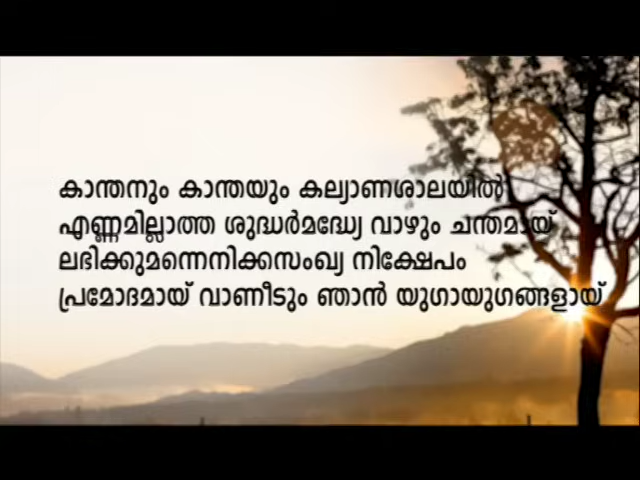 കാന്തനും കാന്തയും കല്യാണശാലയിൽ
എണ്ണമില്ലാത്ത ശുദ്ധർമദ്ധ്യേ വാഴും ചന്തമായ്
ലഭിക്കുമന്നെനിക്കസംഖ്യ നിക്ഷേപം
പ്രമോദമായ് വാണീടും ഞാൻ യുഗായുഗങ്ങളായ്